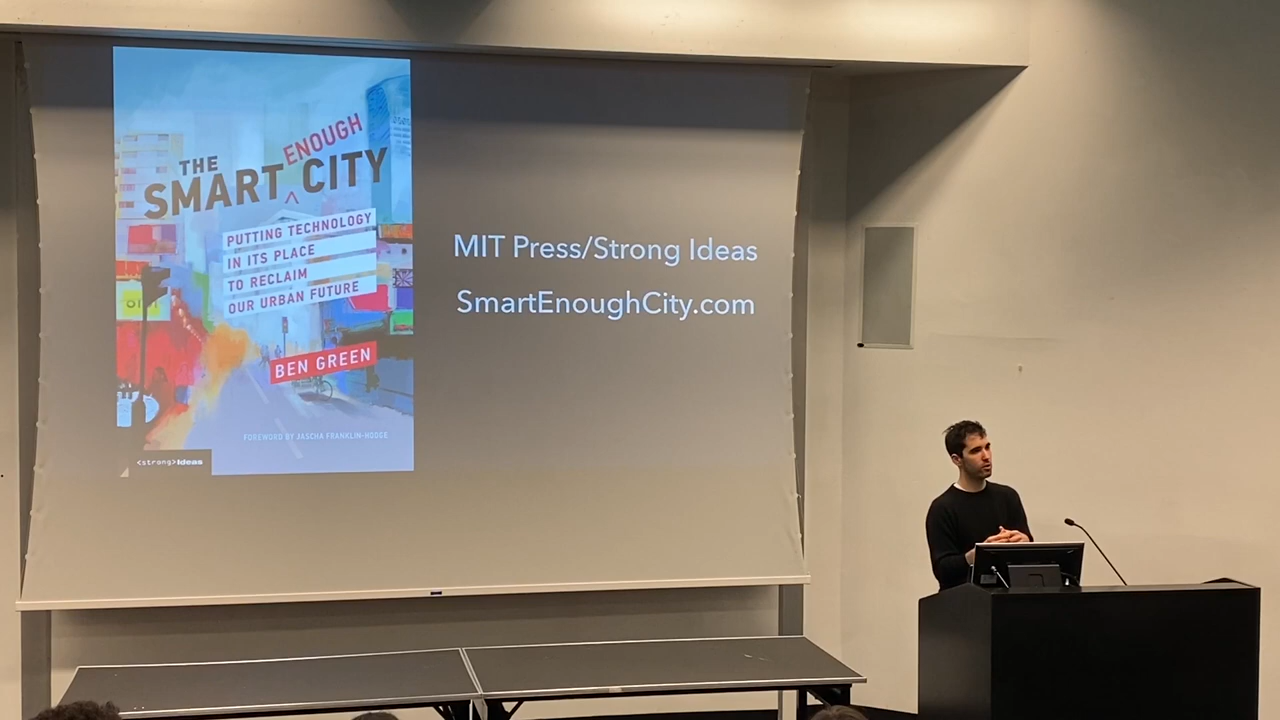 THE
ENOUGH
SMART CITY
PUTTING TECHNOLOGY
IN ITS PLACE
TO RECLAIM
OUR URBAN FUTURE
BEN GREEN
FOREWORD BY JASCHA FRANKLIN-HODGE
<strong>Ideas
MIT Press/Strong Ideas
SmartEnoughCity.com